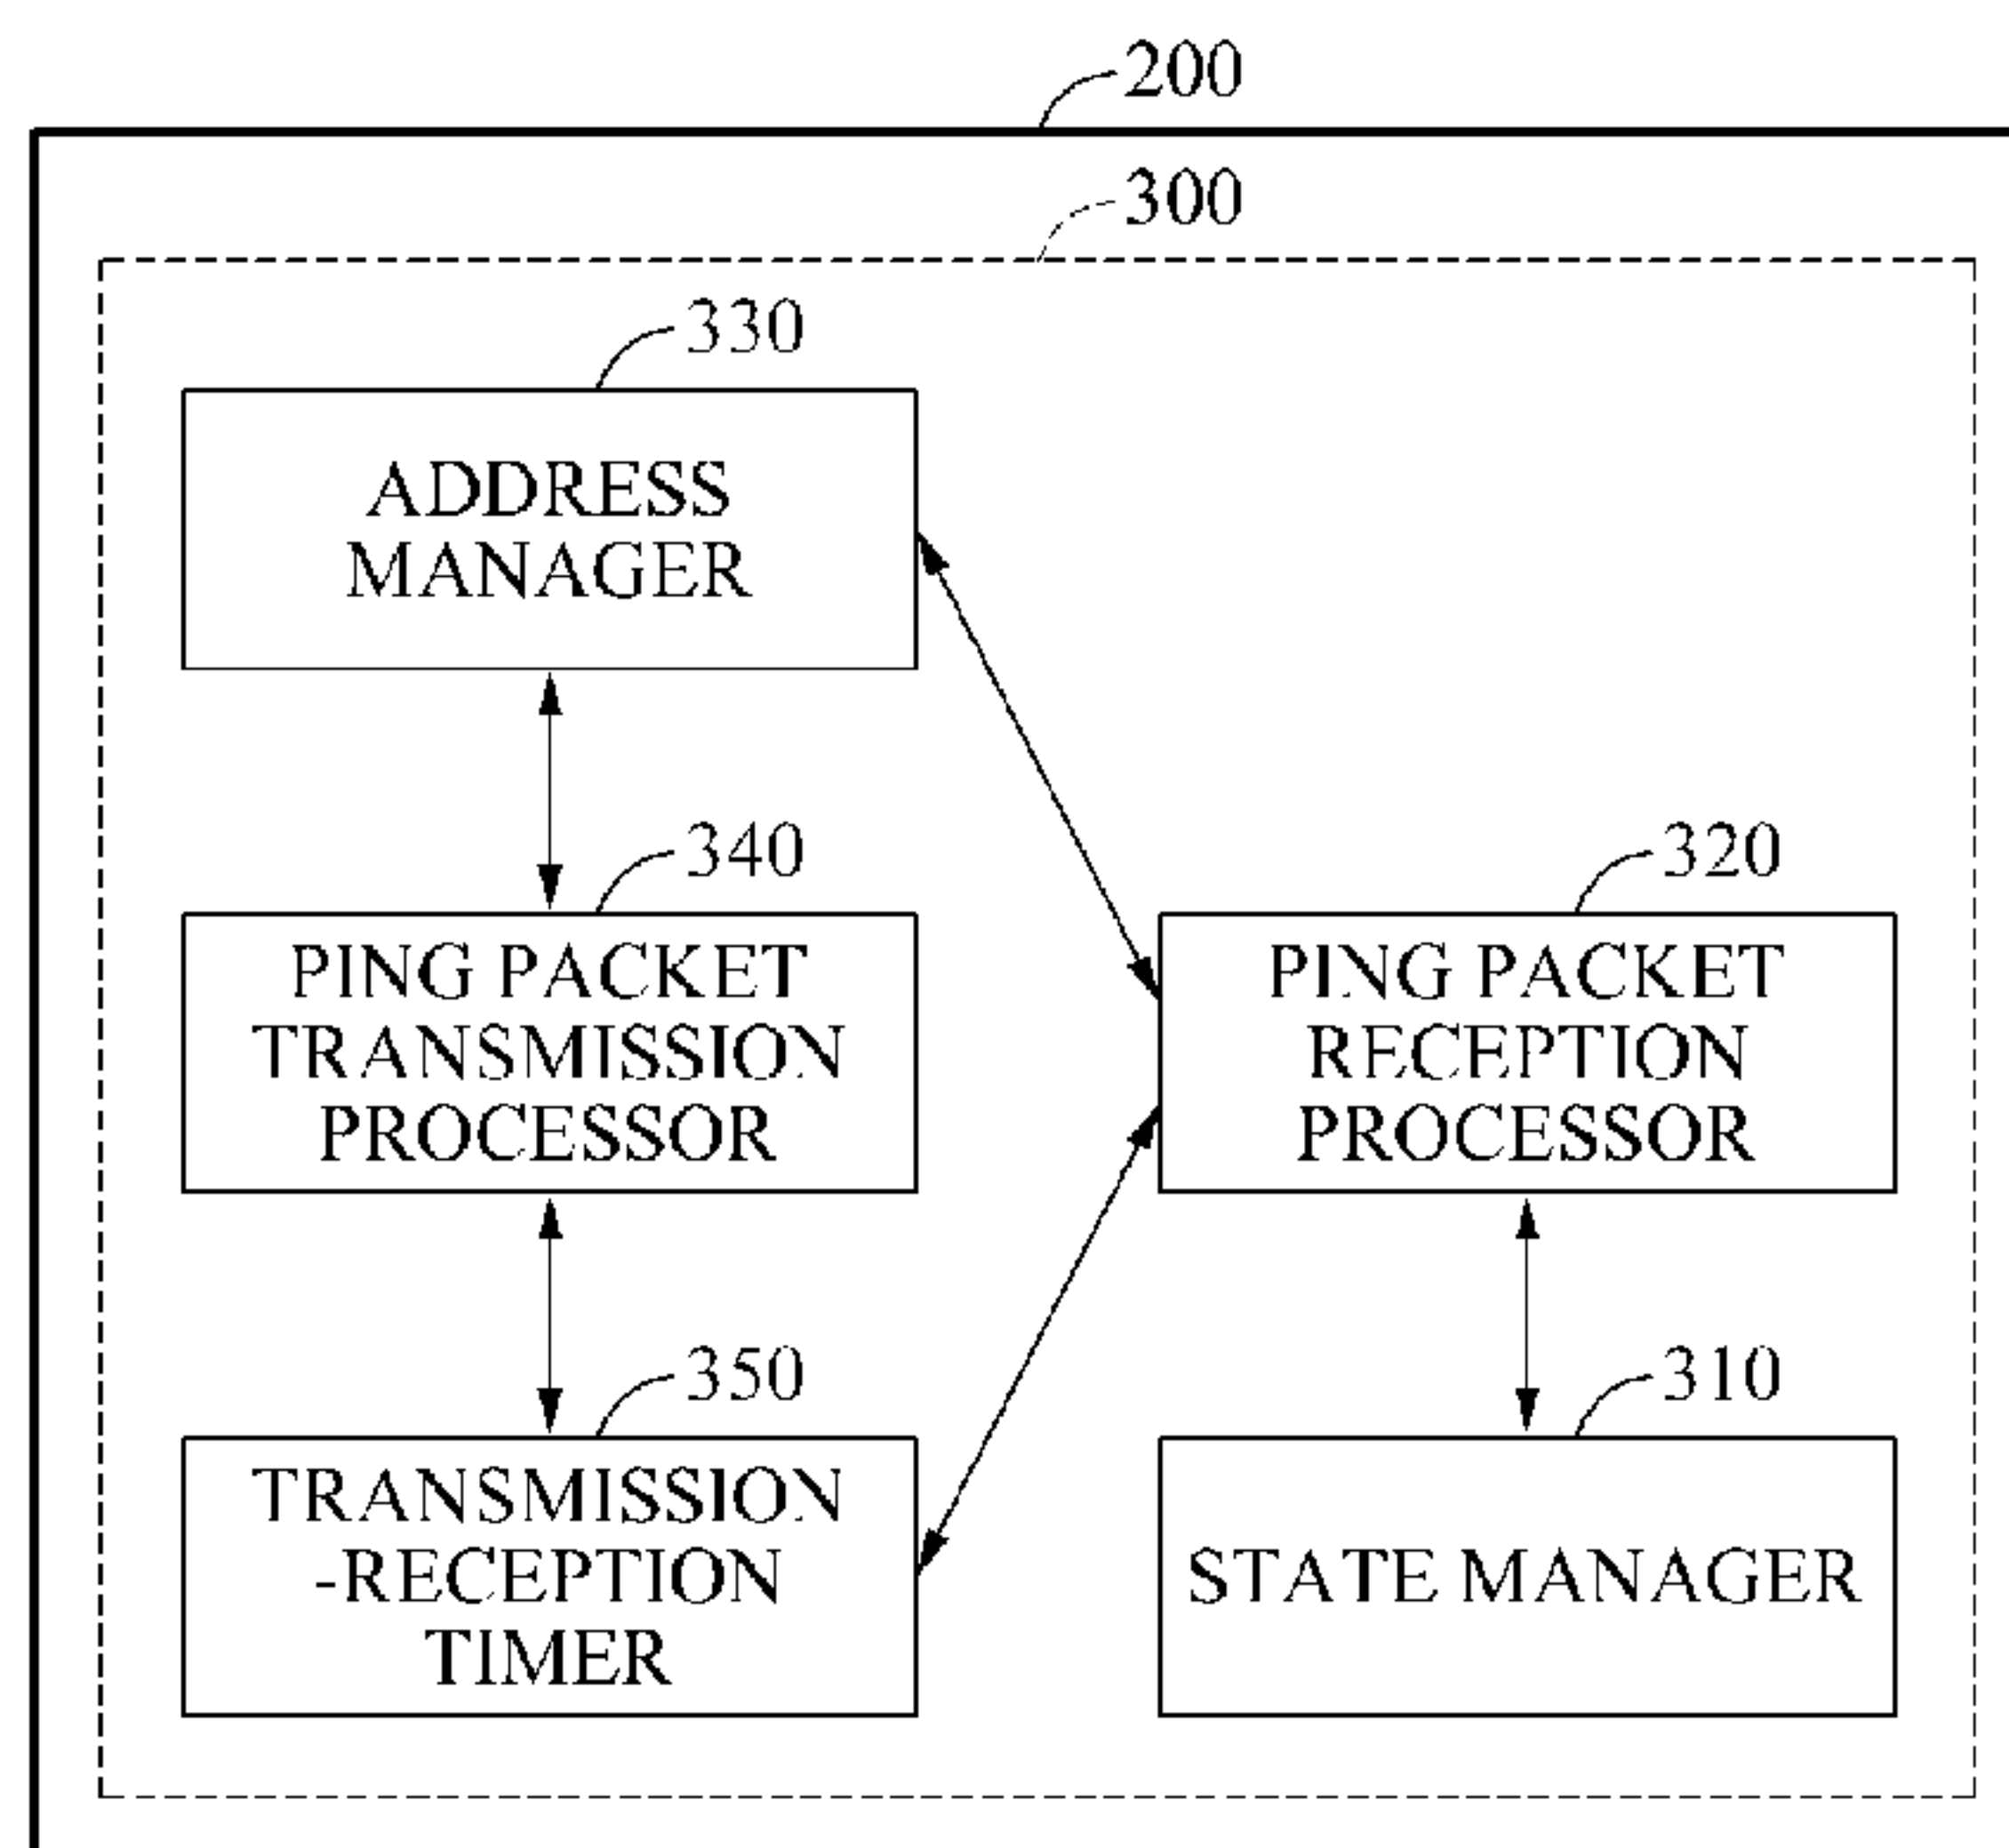 200
300
330
ADDRESS
MANAGER
340
PING PACKET
TRANSMISSION
PROCESSOR
320
PING PACKET
RECEPTION
PROCESSOR
350
TRANSMISSION
-RECEPTION
TIMER
310
STATE MANAGER